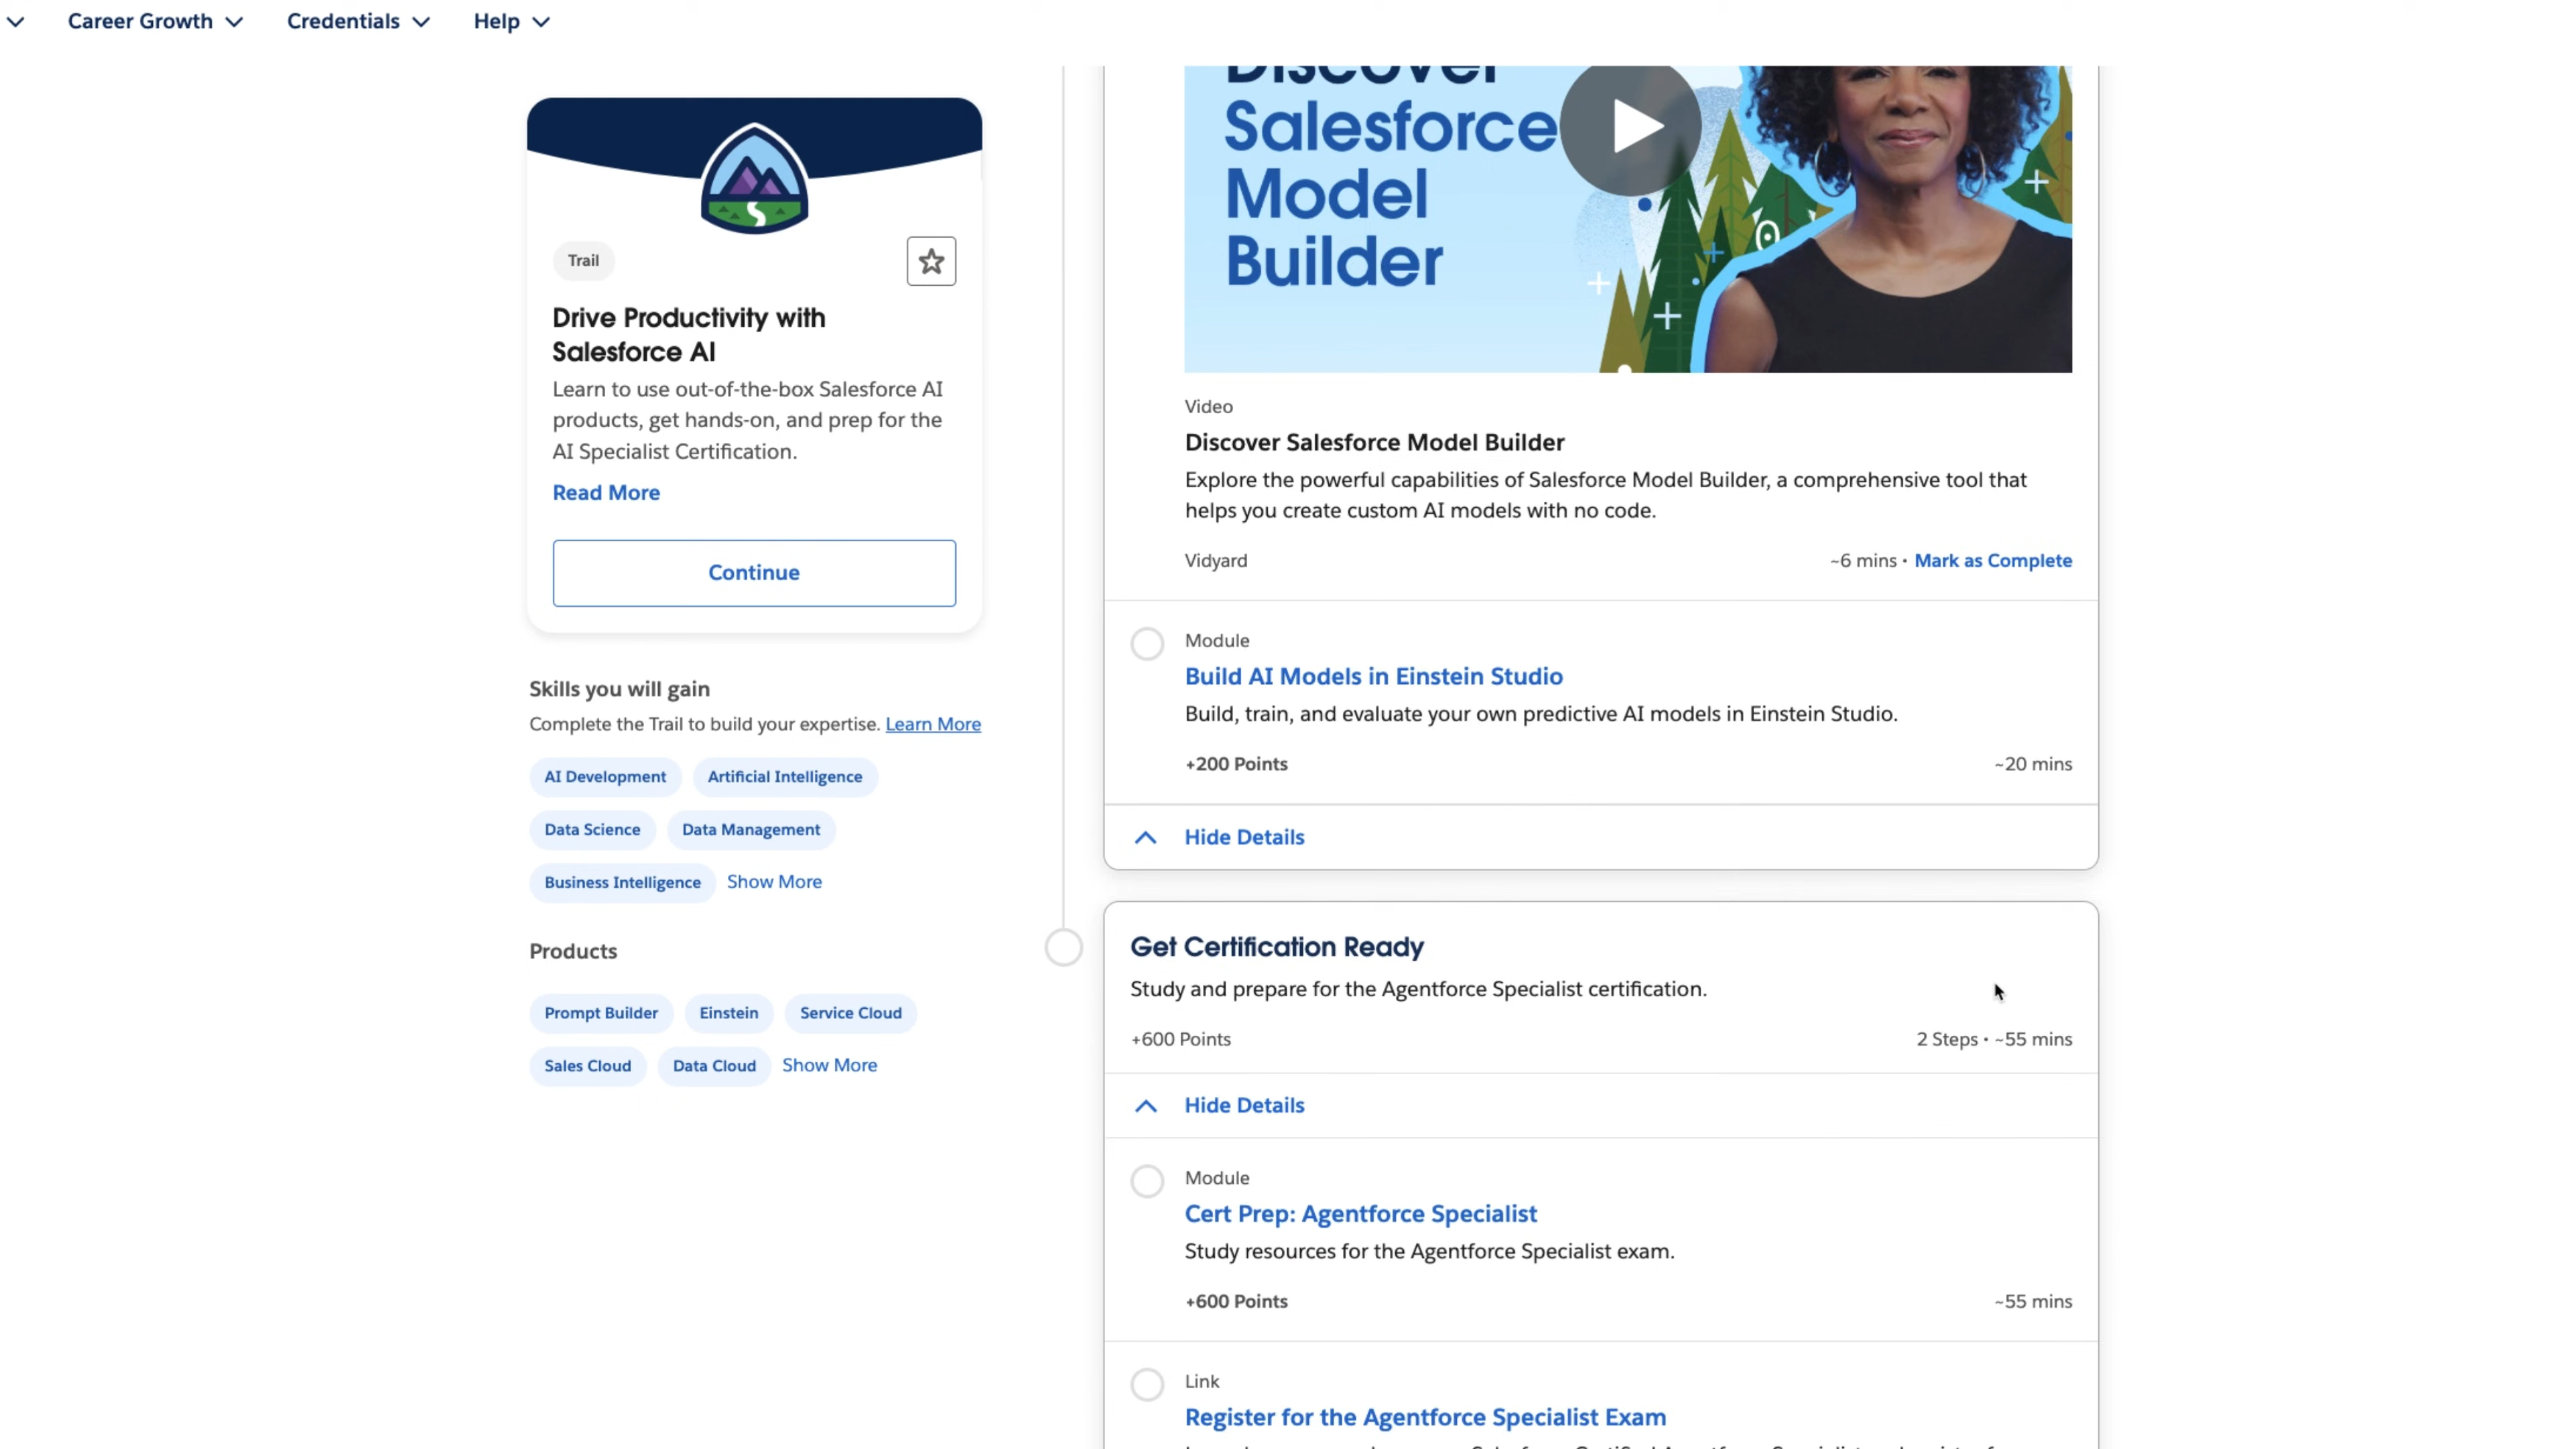 Career Growth
Credentials
Help
Trail
Drive Productivity with
Salesforce AI
Learn to use out-of-the-box Salesforce AI
products, get hands-on, and prep for the
AI Specialist Certification.
Read More
Continue
Skills you will gain
Complete the Trail to build your expertise. Learn More
AI Development
Artificial Intelligence
Data Science
Data Management
Business Intelligence
Show More
Products
Prompt Builder
Einstein
Service Cloud
Sales Cloud
Data Cloud
Show More
Discover
Salesforce
Model
Builder
Video
Discover Salesforce Model Builder
Explore the powerful capabilities of Salesforce Model Builder, a comprehensive tool that
helps you create custom AI models with no code.
Vidyard
~6 mins • Mark as Complete
Module
Build AI Models in Einstein Studio
Build, train, and evaluate your own predictive AI models in Einstein Studio.
+200 Points
~20 mins
Hide Details
Get Certification Ready
Study and prepare for the Agentforce Specialist certification.
+600 Points
2 Steps • ~55 mins
Hide Details
Module
Cert Prep: Agentforce Specialist
Study resources for the Agentforce Specialist exam.
+600 Points
~55 mins
Link
Register for the Agentforce Specialist Exam